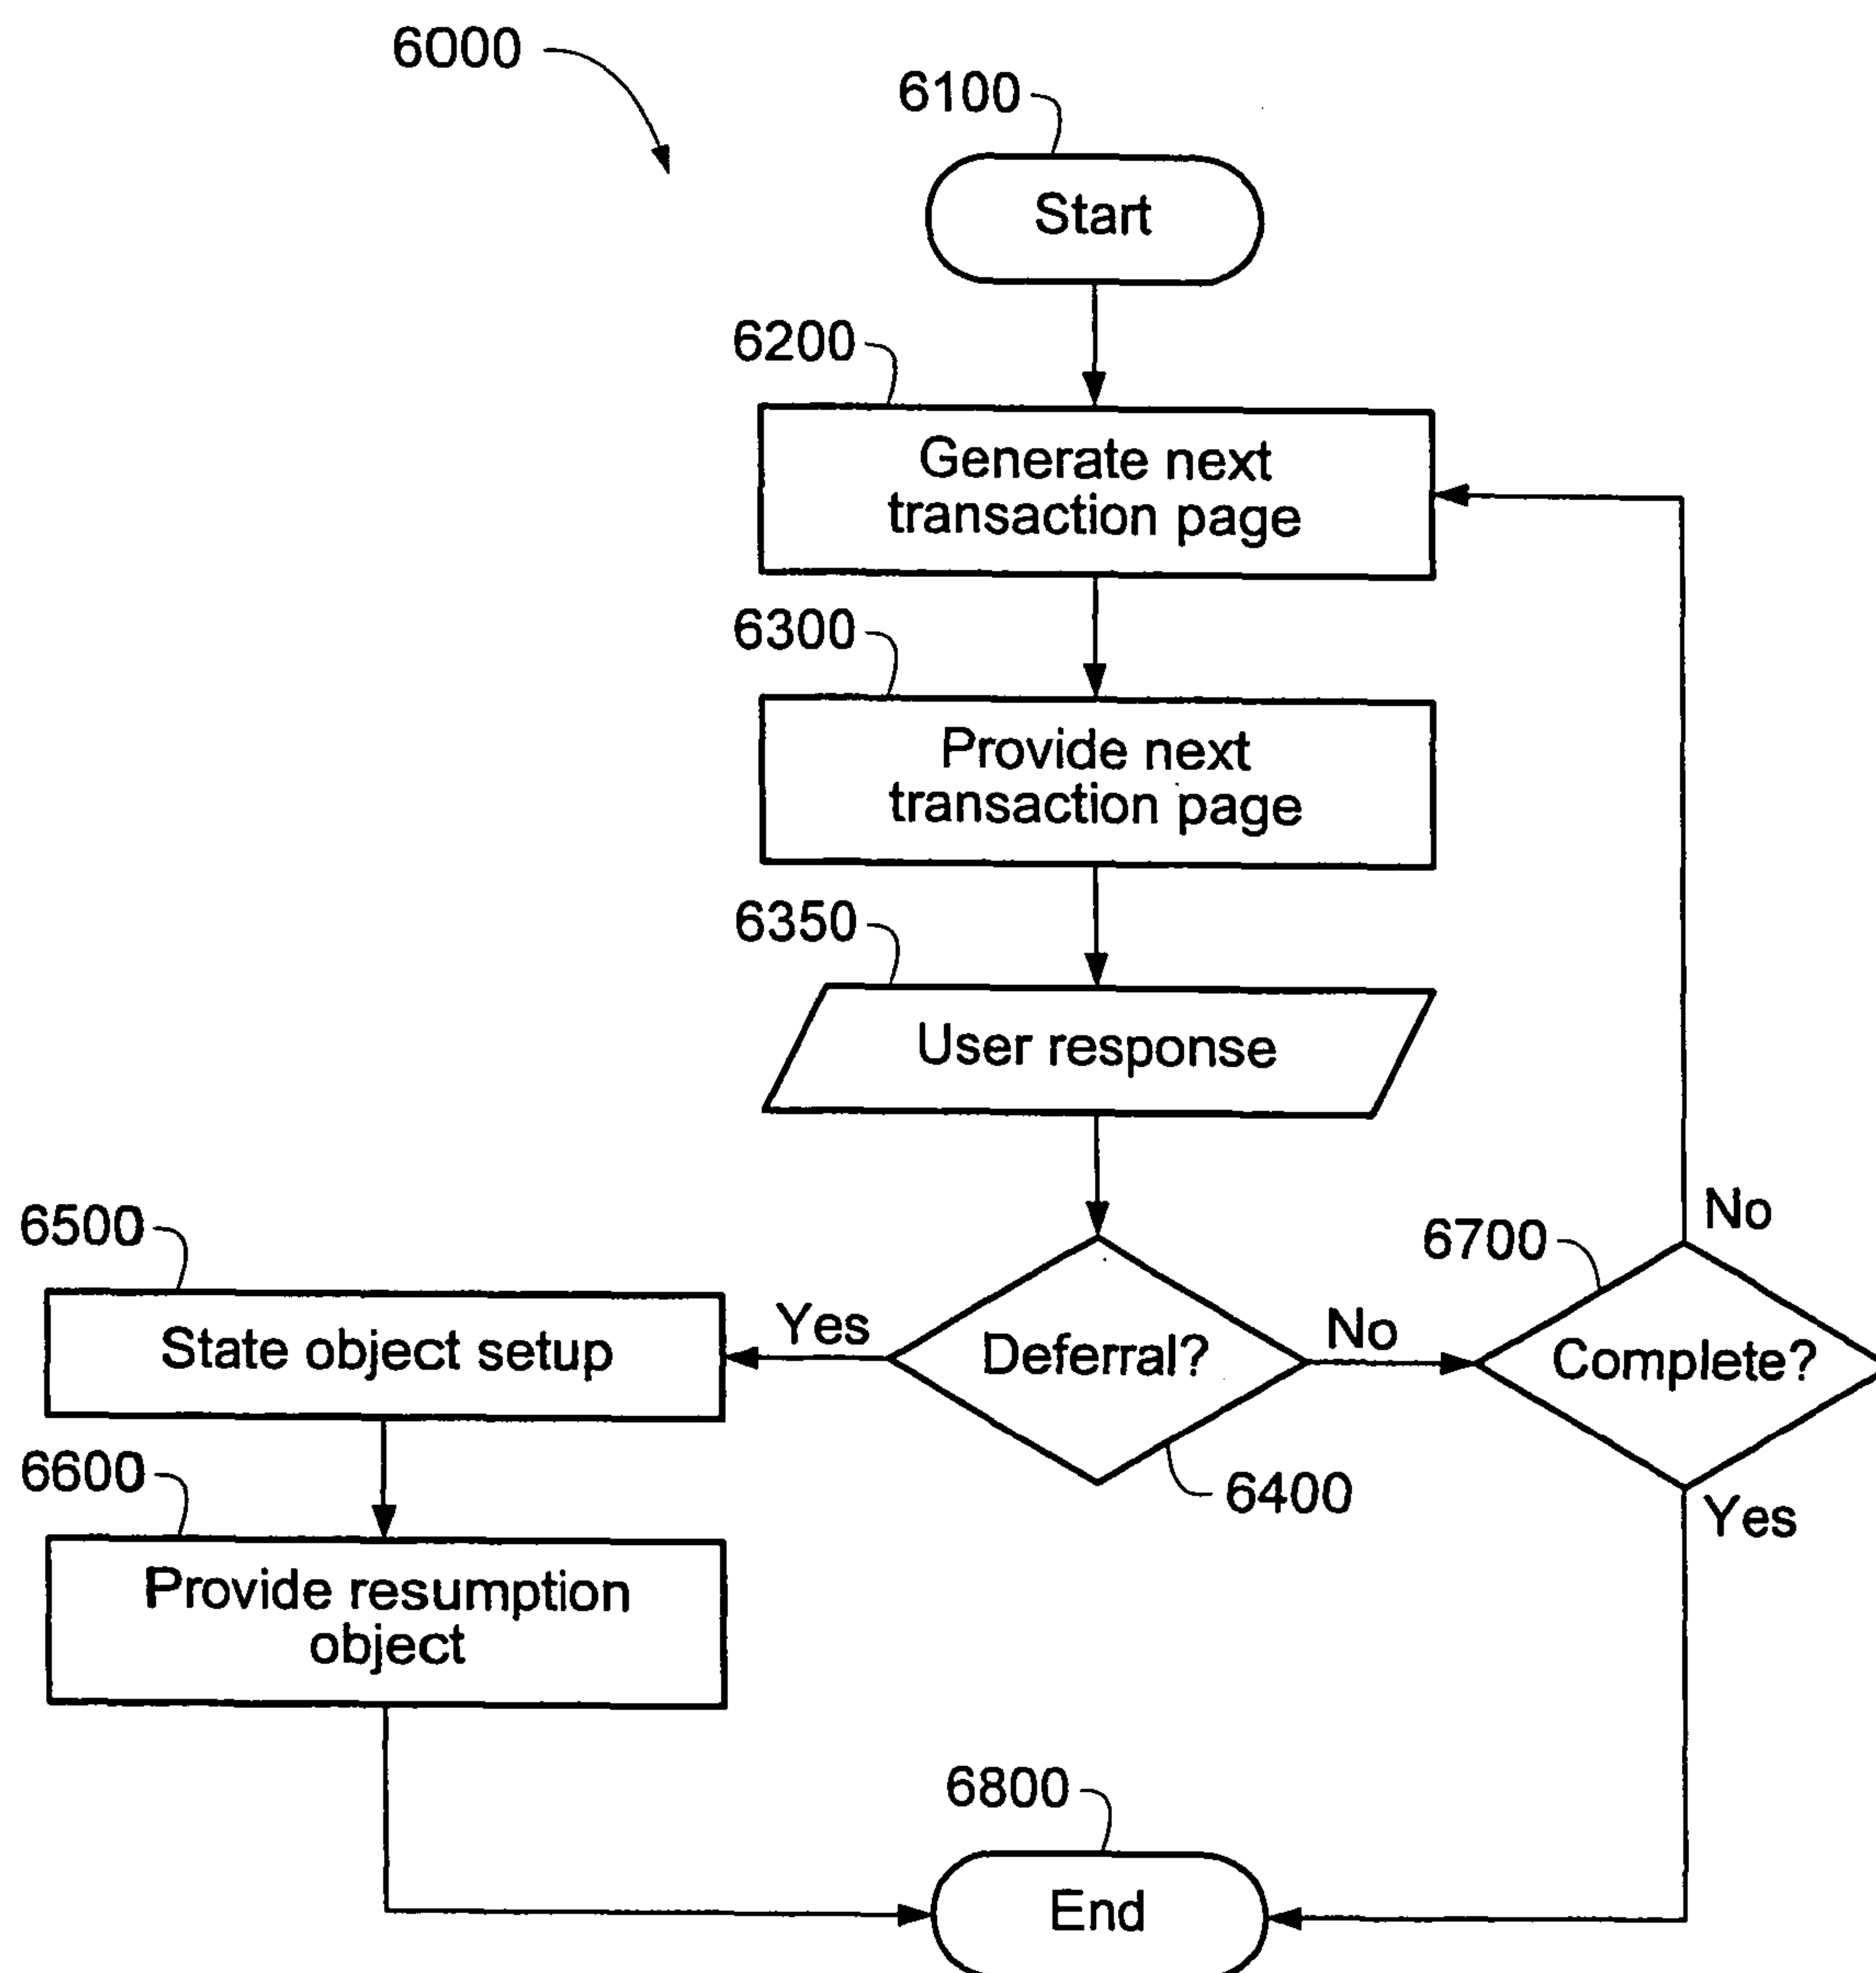 6000
6100
Start
6200
Generate next
transaction page
6300
Provide next
transaction page
6350
User response
6500
State object setup
Yes
Deferral?
No
6400
6700
Complete?
No
Yes
6600
Provide resumption
object
6800
End